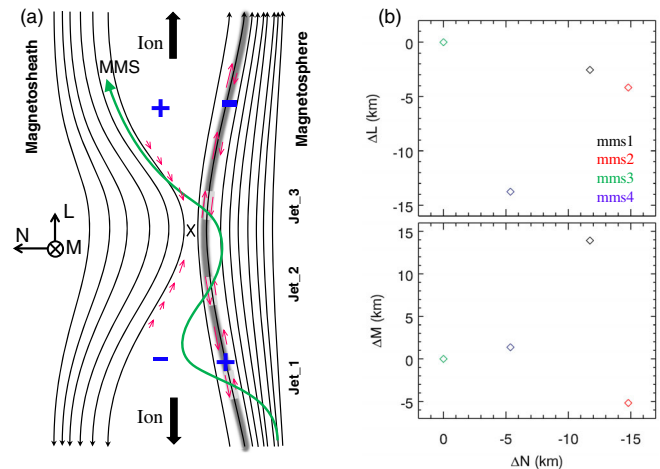 (a)
Ion
MMS
Magnetosheath
Magnetosphere
+
−
L
N
M
X
Jet_3
Jet_2
Jet_1
−
+
Ion
(b)
0
-5
-10
-15
ΔL (km)
mms1
mms2
mms3
mms4
15
10
5
0
-5
ΔM (km)
0
-5
-10
-15
ΔN (km)